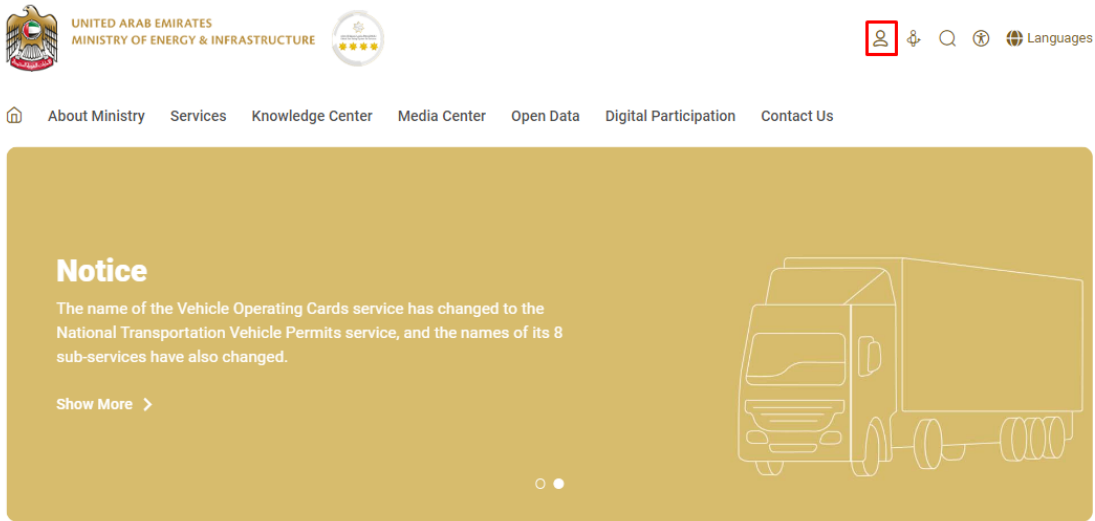 UNITED ARAB EMIRATES
MINISTRY OF ENERGY & INFRASTRUCTURE
Languages
About Ministry Services Knowledge Center Media Center Open Data Digital Participation Contact Us
Notice
The name of the Vehicle Operating Cards service has changed to the
National Transportation Vehicle Permits service, and the names of its 8
sub-services have also changed.
Show More